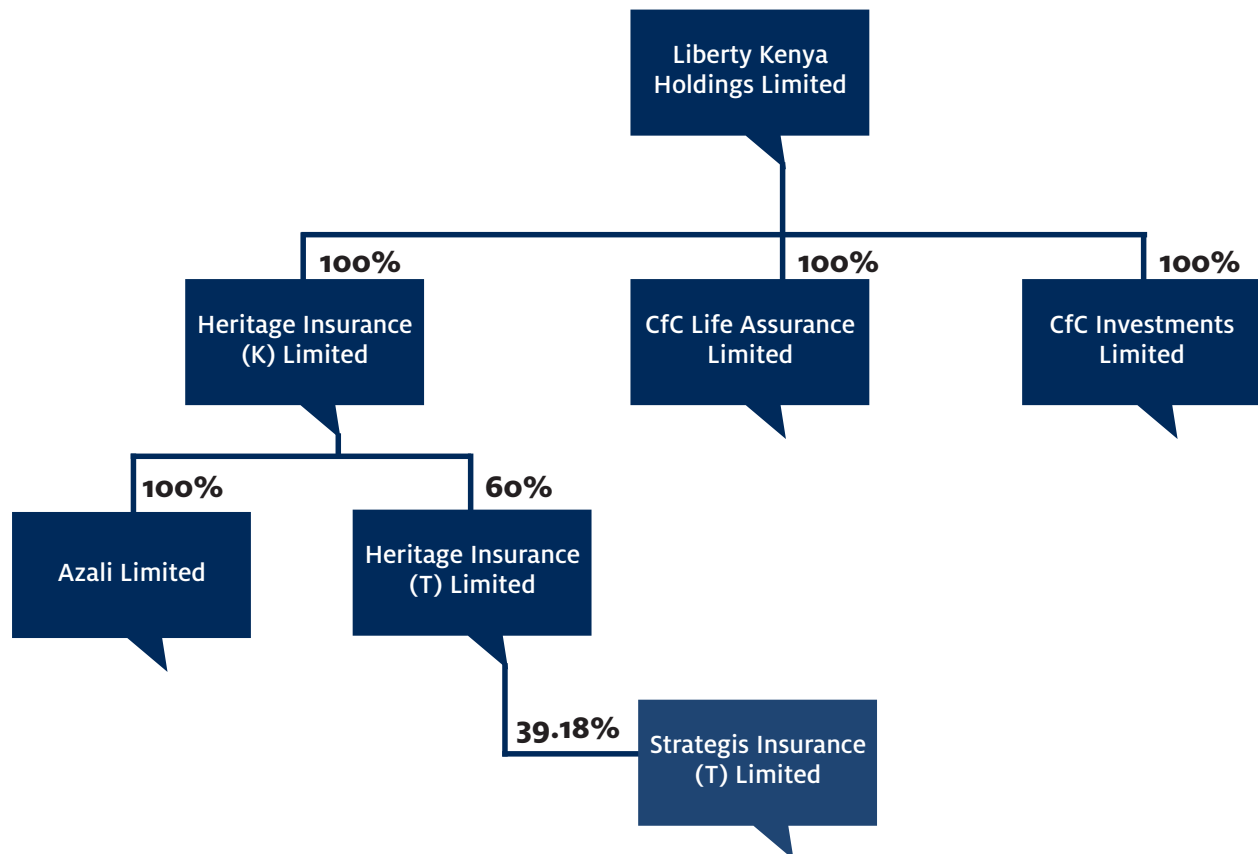 Liberty Kenya
Holdings Limited
100%
100%
100%
Heritage Insurance
(K) Limited
CfC Life Assurance
Limited
CfC Investments
Limited
100%
60%
Azali Limited
Heritage Insurance
(T) Limited
39.18%
Strategis Insurance
(T) Limited